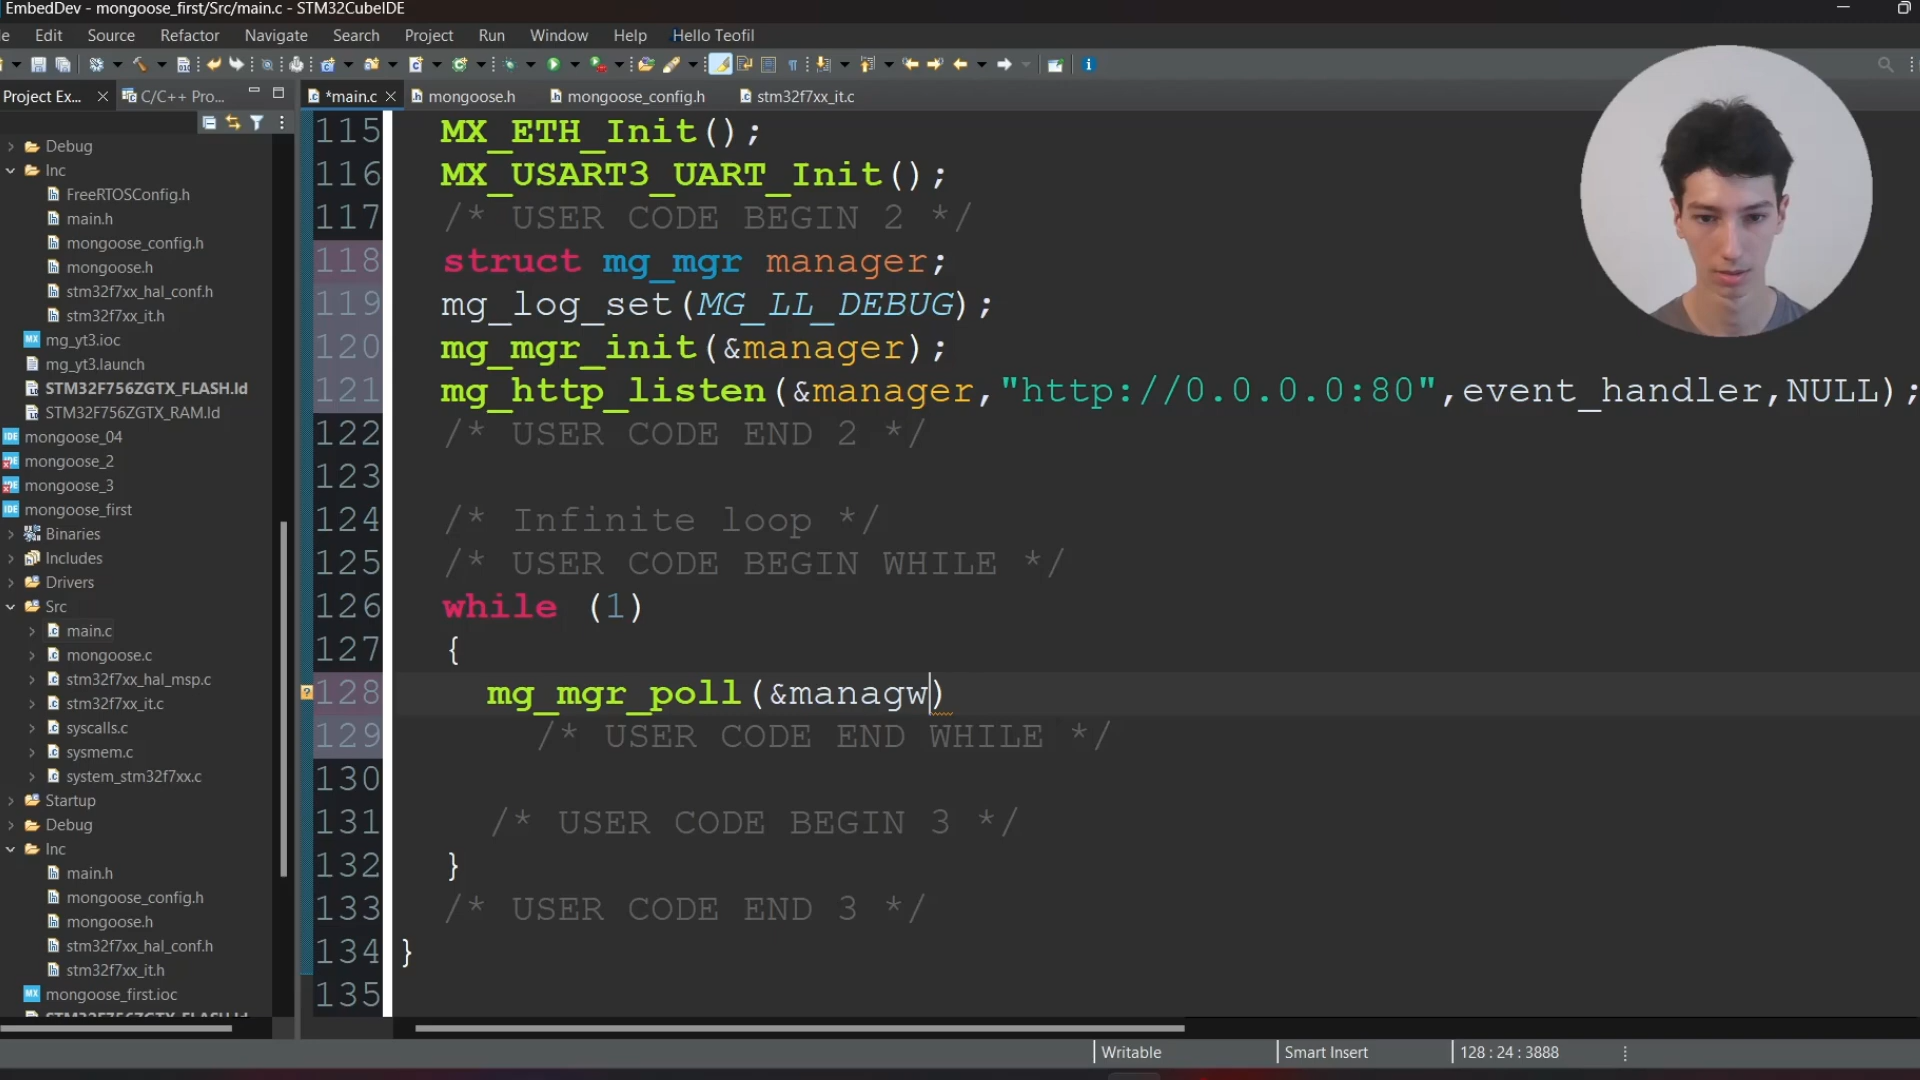 EmbedDev - mongoose_first/Src/main.c - STM32CubeIDE
Edit Source Refactor Navigate Search Project Run Window Help Hello Teofil
Project Ex... C/C++ Pro...
*main.c mongoose.h mongoose_config.h stm32f7xx_it.c
Debug
Inc
FreeRTOSConfig.h
main.h
mongoose_config.h
mongoose.h
stm32f7xx_hal_conf.h
stm32f7xx_it.h
mg_yt3.ioc
mg_yt3.launch
STM32F756ZGTX_FLASH.ld
STM32F756ZGTX_RAM.ld
mongoose_04
mongoose_2
mongoose_3
mongoose_first
Binaries
Includes
Drivers
Src
main.c
mongoose.c
stm32f7xx_hal_msp.c
stm32f7xx_it.c
syscalls.c
sysmem.c
system_stm32f7xx.c
Startup
Debug
Inc
main.h
mongoose_config.h
mongoose.h
stm32f7xx_hal_conf.h
stm32f7xx_it.h
mongoose_first.ioc
STM32F756ZGTX_FLASH.ld
115 MX_ETH_Init();
116 MX_USART3_UART_Init();
117 /* USER CODE BEGIN 2 */
118 struct mg_mgr manager;
119 mg_log_set(MG_LL_DEBUG);
120 mg_mgr_init(&manager);
121 mg_http_listen(&manager,"http://0.0.0.0:80",event_handler,NULL);
122 /* USER CODE END 2 */
123
124 /* Infinite loop */
125 /* USER CODE BEGIN WHILE */
126 while (1)
127 {
128 mg_mgr_poll(&managw)
129 /* USER CODE END WHILE */
130
131 /* USER CODE BEGIN 3 */
132 }
133 /* USER CODE END 3 */
134 }
135
Writable Smart Insert 128 : 24 : 3888